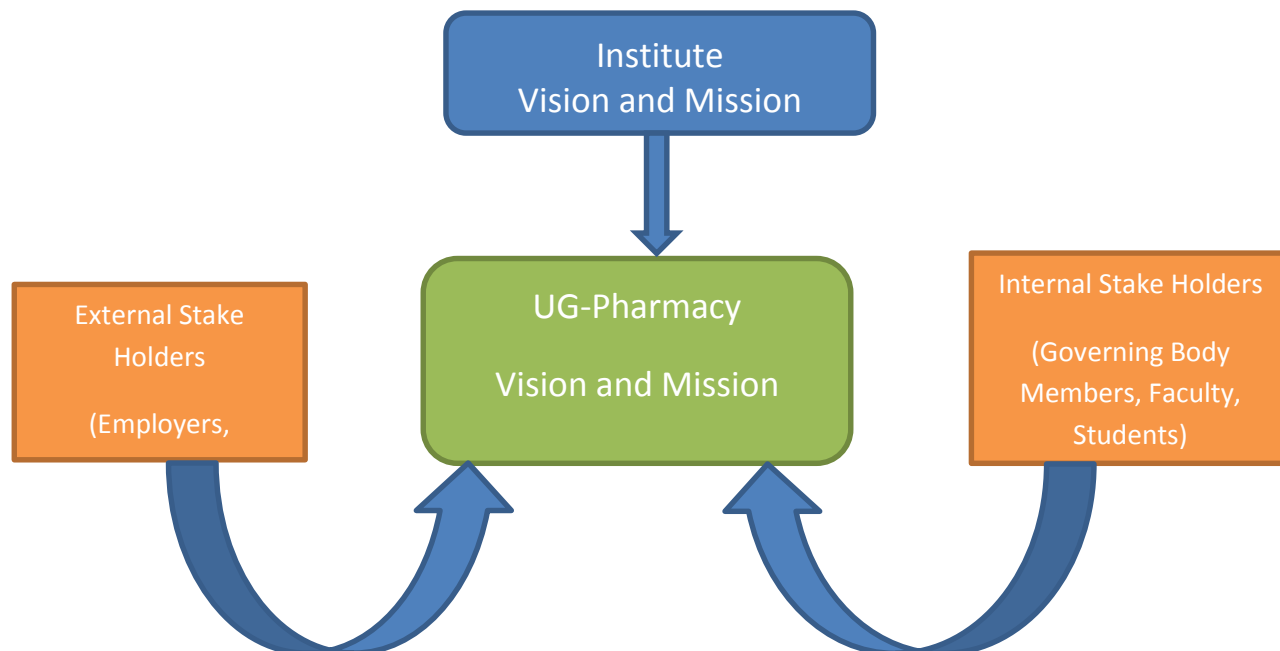 Institute
Vision and Mission
UG-Pharmacy
Vision and Mission
External Stake
Holders
(Employers,
Internal Stake Holders
(Governing Body
Members, Faculty,
Students)